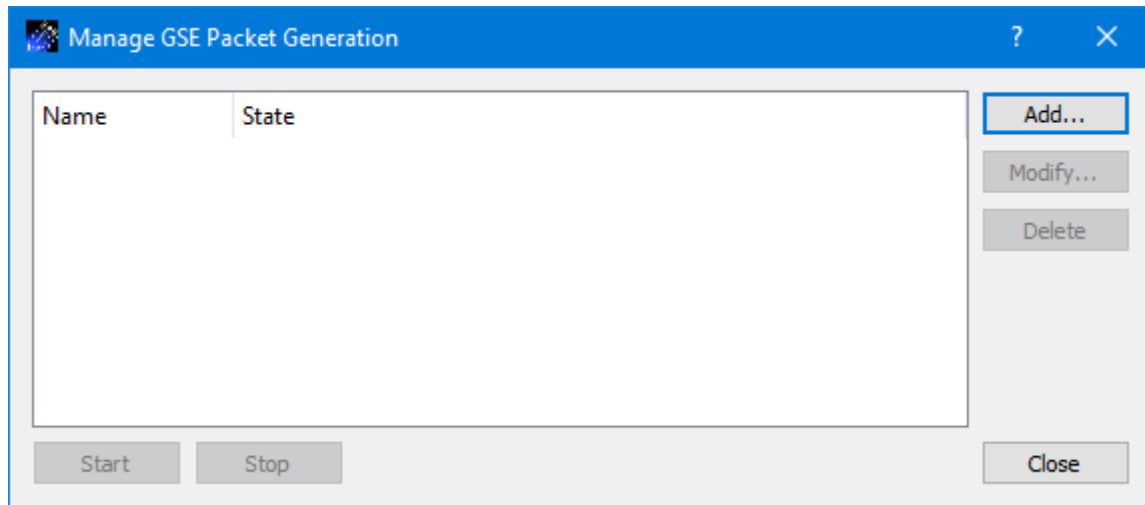 Manage GSE Packet Generation ?
Name State
Add...
Modify...
Delete
Start Stop Close